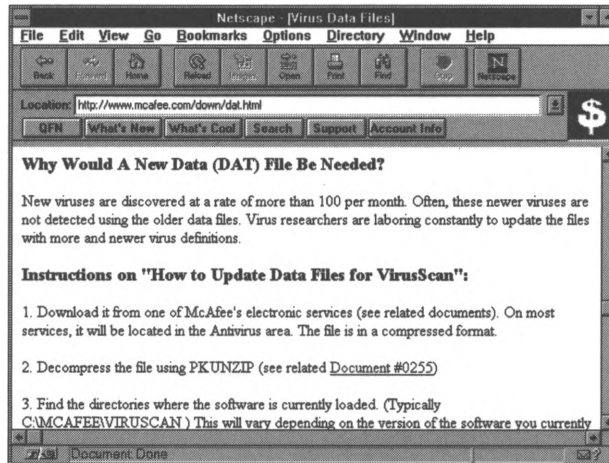 Netscape - [Virus Data Files]
File Edit View Go Bookmarks Options Directory Window Help
Back Forward Home Reload Images Open Print Find Stop Netscape
N
Location: http://www.mcafee.com/down/dat.html
QFN What's New What's Cool Search Support Account Info
$
Why Would A New Data (DAT) File Be Needed?
New viruses are discovered at a rate of more than 100 per month. Often, these newer viruses are
not detected using the older data files. Virus researchers are laboring constantly to update the files
with more and newer virus definitions.
Instructions on "How to Update Data Files for VirusScan":
1. Download it from one of McAfee's electronic services (see related documents). On most
services, it will be located in the Antivirus area. The file is in a compressed format.
2. Decompress the file using PKUNZIP (see related Document #0255)
3. Find the directories where the software is currently loaded. (Typically
C:\MCAFEE\VIRUSCAN ) This will vary depending on the version of the software you currently
Document: Done
?